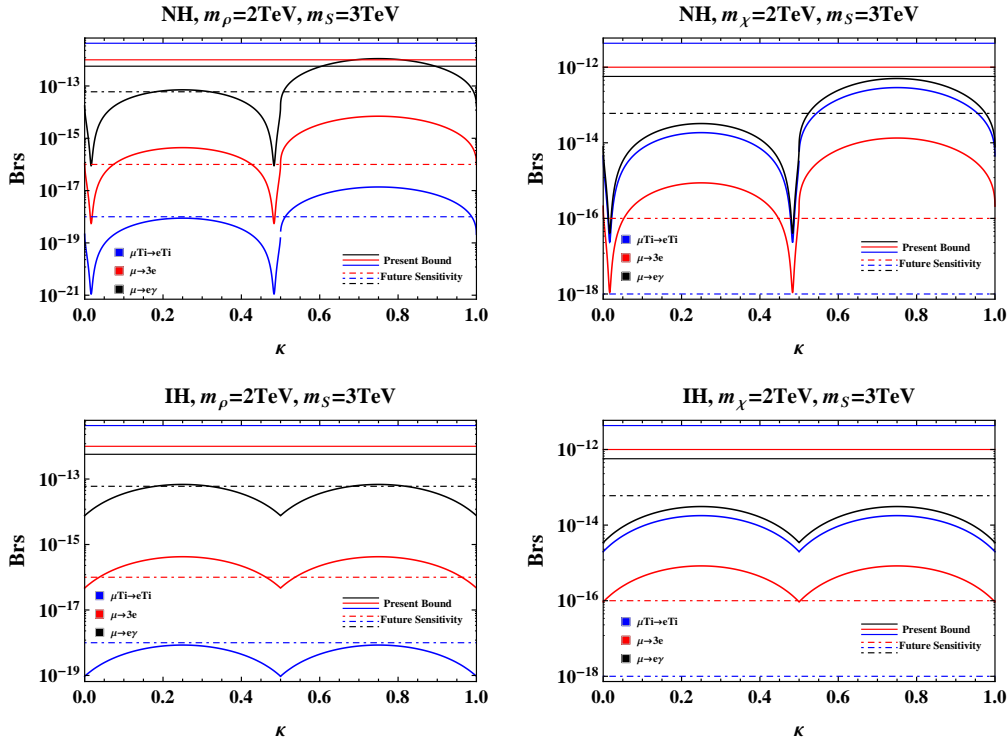 NH, mρ=2TeV, mS=3TeV
Brs
10⁻¹³
10⁻¹⁵
10⁻¹⁷
10⁻¹⁹
10⁻²¹
μTi→eTi
μ→3e
μ→eγ
Present Bound
Future Sensitivity
0.0 0.2 0.4 0.6 0.8 1.0
κ
NH, mχ=2TeV, mS=3TeV
Brs
10⁻¹²
10⁻¹⁴
10⁻¹⁶
10⁻¹⁸
μTi→eTi
μ→3e
μ→eγ
Present Bound
Future Sensitivity
0.0 0.2 0.4 0.6 0.8 1.0
κ
IH, mρ=2TeV, mS=3TeV
Brs
10⁻¹³
10⁻¹⁵
10⁻¹⁷
10⁻¹⁹
μTi→eTi
μ→3e
μ→eγ
Present Bound
Future Sensitivity
0.0 0.2 0.4 0.6 0.8 1.0
κ
IH, mχ=2TeV, mS=3TeV
Brs
10⁻¹²
10⁻¹⁴
10⁻¹⁶
10⁻¹⁸
μTi→eTi
μ→3e
μ→eγ
Present Bound
Future Sensitivity
0.0 0.2 0.4 0.6 0.8 1.0
κ